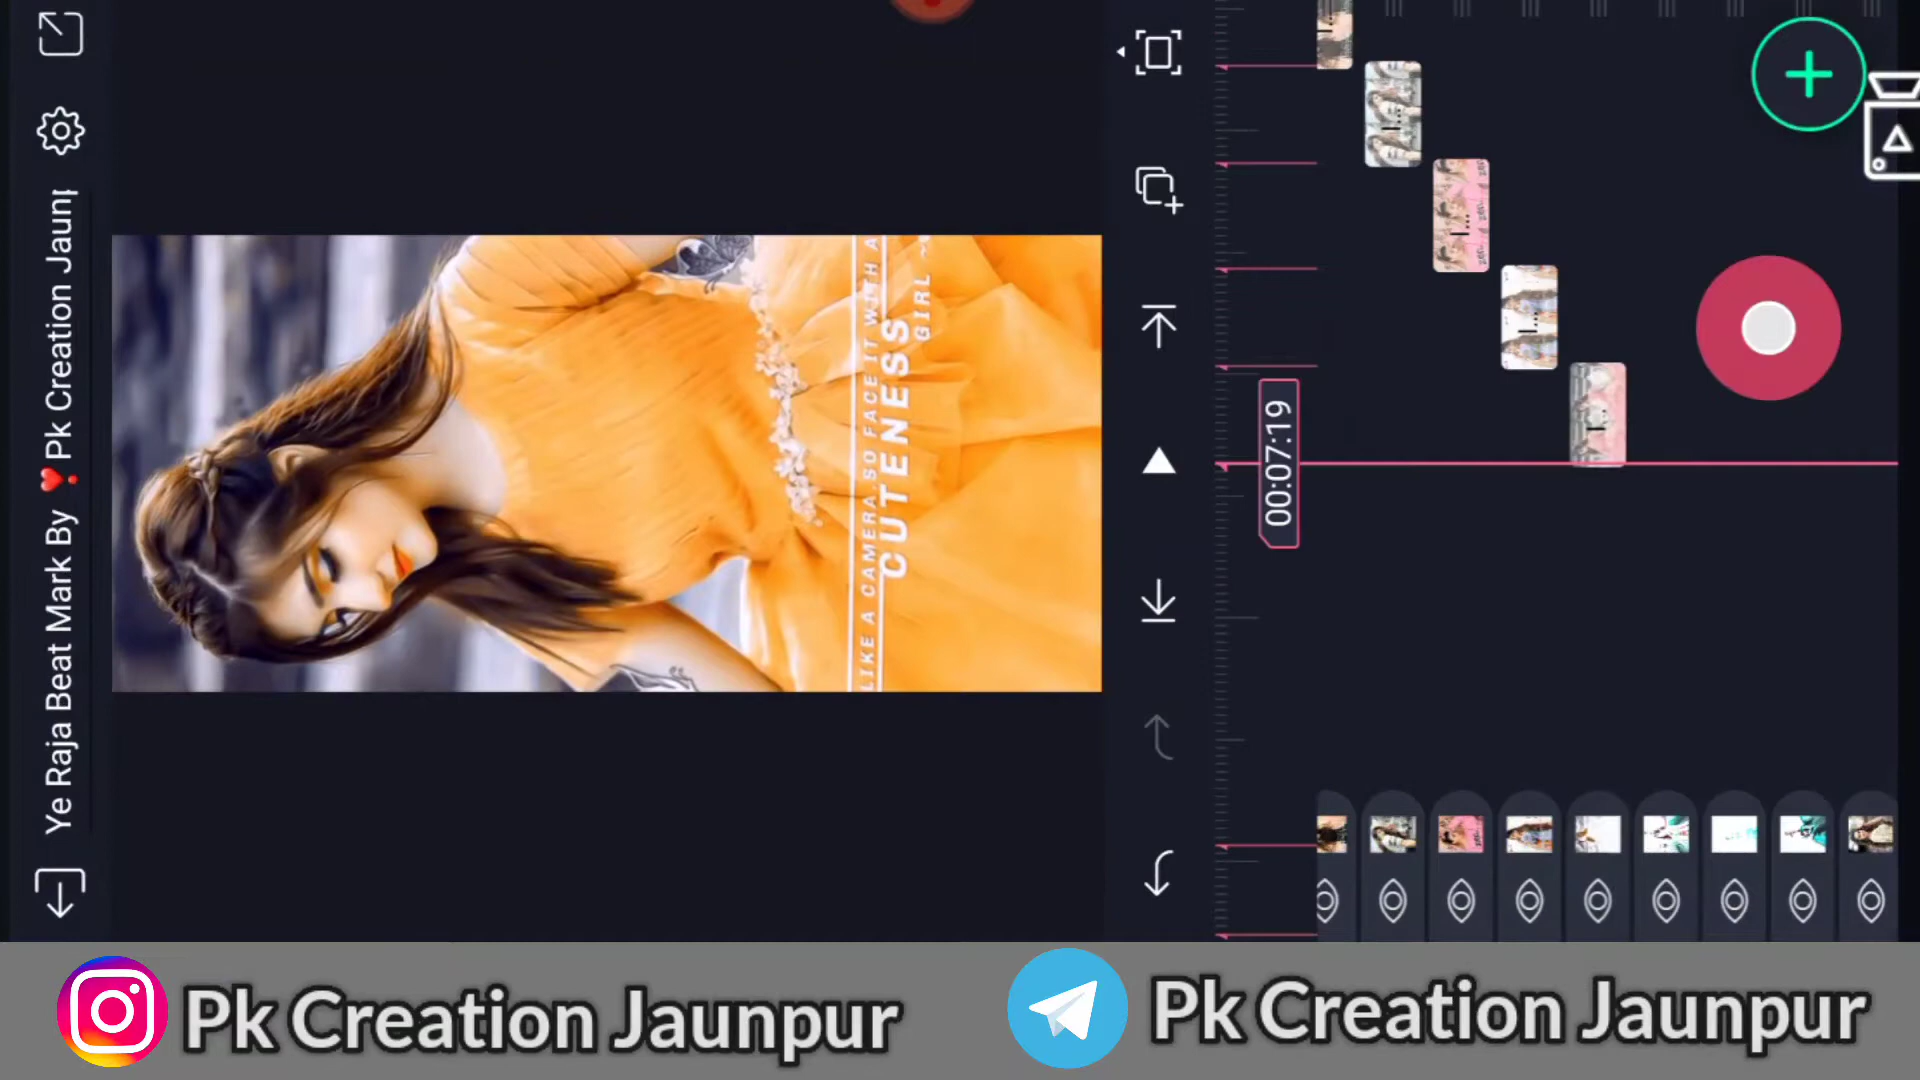 Ye Raja Beat Mark By ❣️Pk Creation Jaunp
LIKE A CAMERA.SO FACE IT WITH A
CUTENESS
GIRL ~
00:07:19
Pk Creation Jaunpur
Pk Creation Jaunpur